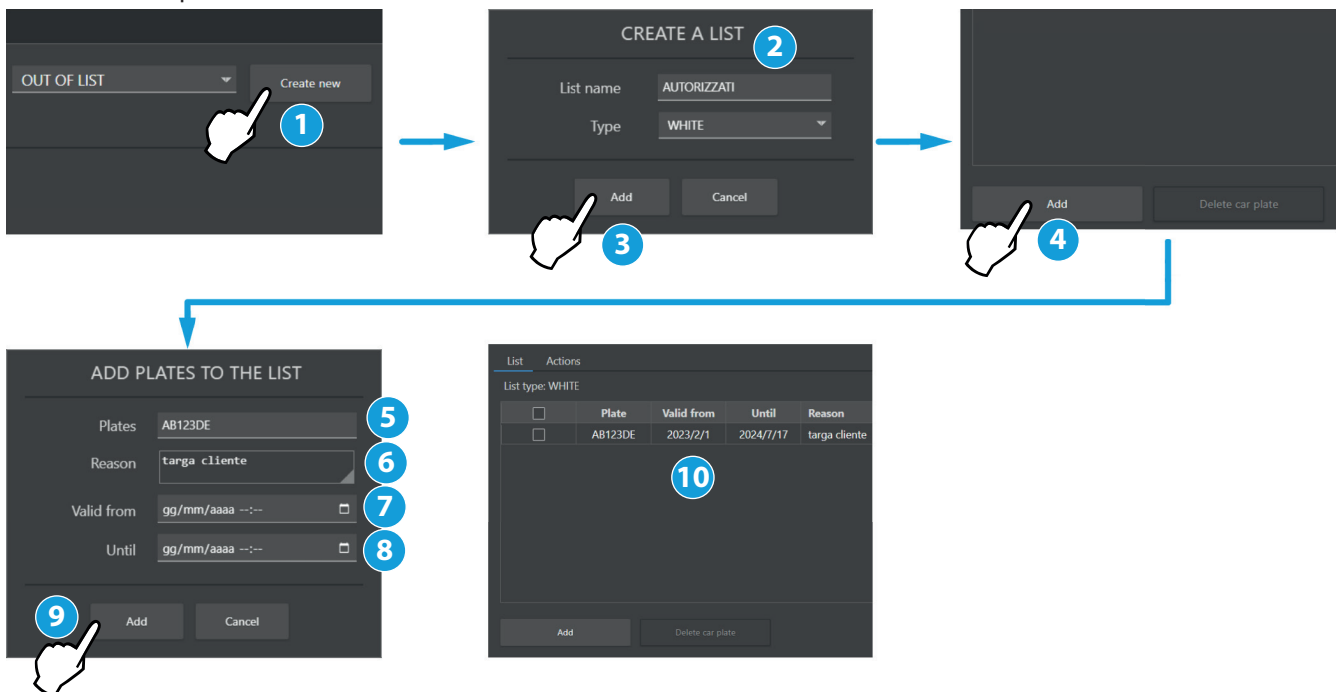 OUT OF LIST
Create new
1
CREATE A LIST
2
List name AUTORIZZATI
Type WHITE
Add Cancel
3
Add Delete car plate
4
ADD PLATES TO THE LIST
Plates AB123DE 5
Reason targa cliente 6
Valid from gg/mm/aaaa --:-- 7
Until gg/mm/aaaa --:-- 8
9 Add Cancel
List Actions
List type: WHITE
Plate Valid from Until Reason
AB123DE 2023/2/1 2024/7/17 targa cliente
10
Add Delete car plate